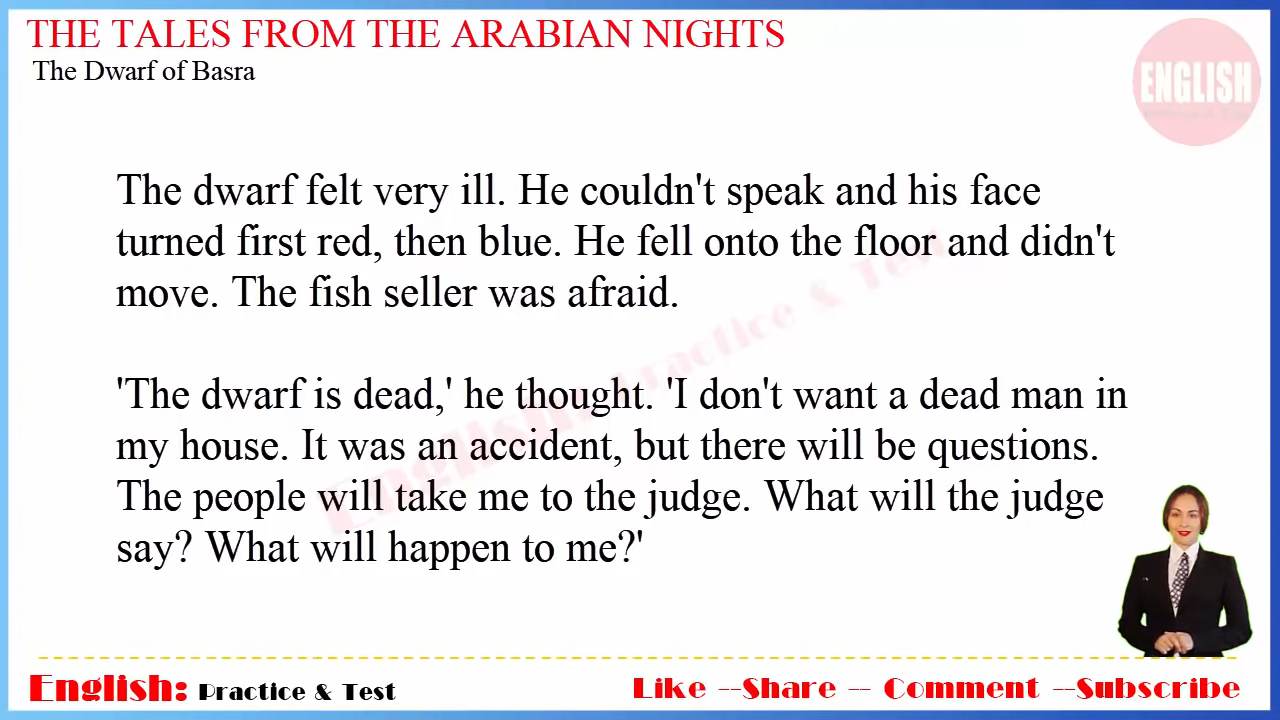 THE TALES FROM THE ARABIAN NIGHTS
The Dwarf of Basra
ENGLISH
The dwarf felt very ill. He couldn't speak and his face
turned first red, then blue. He fell onto the floor and didn't
move. The fish seller was afraid.
'The dwarf is dead,' he thought. 'I don't want a dead man in
my house. It was an accident, but there will be questions.
The people will take me to the judge. What will the judge
say? What will happen to me?'
English: Practice & Test
English: Practice & Test
Like --Share -- Comment --Subscribe